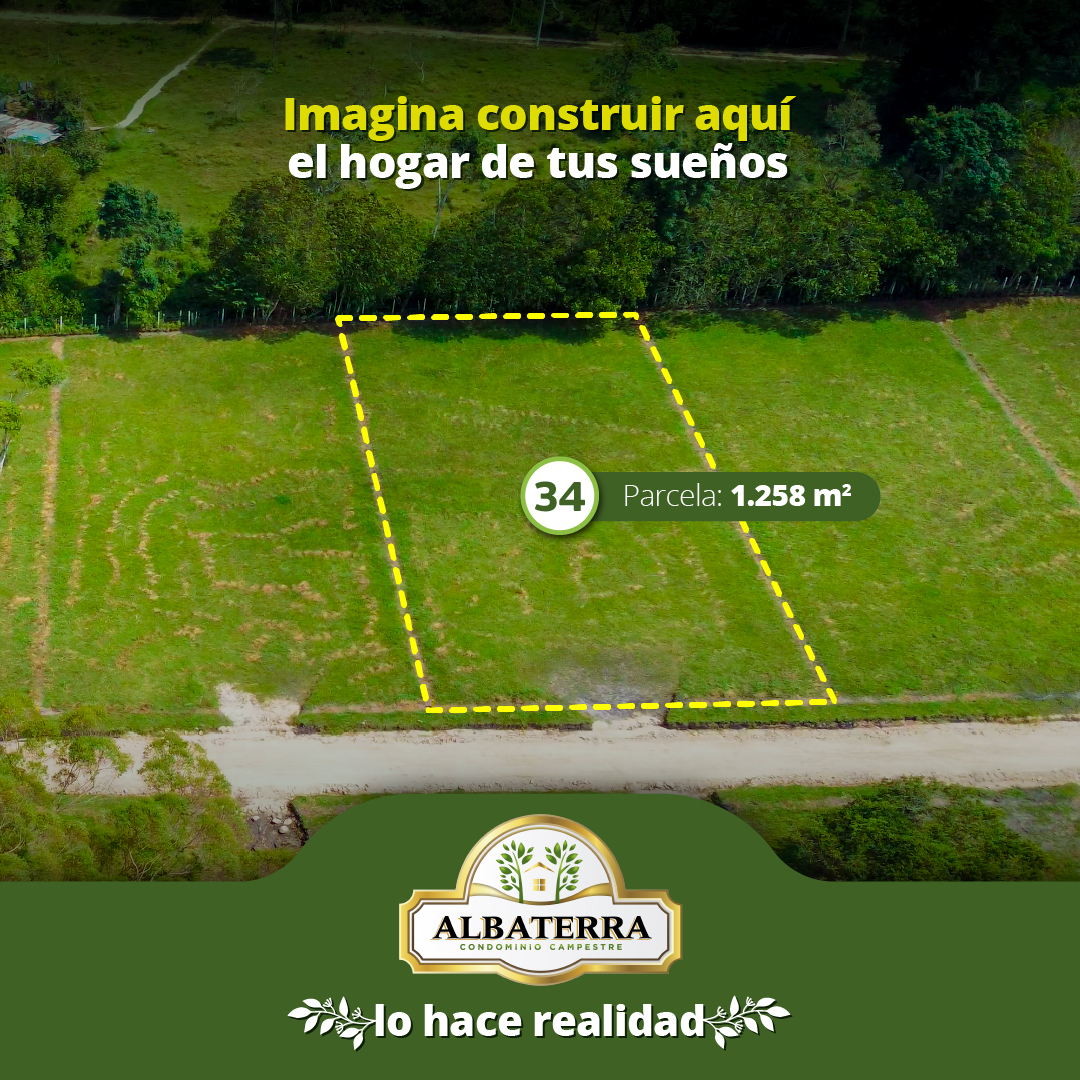 Imagina construir aquí
el hogar de tus sueños
34 Parcela: 1.258 m²
ALBATERRA
CONDOMINIO CAMPESTRE
lo hace realidad